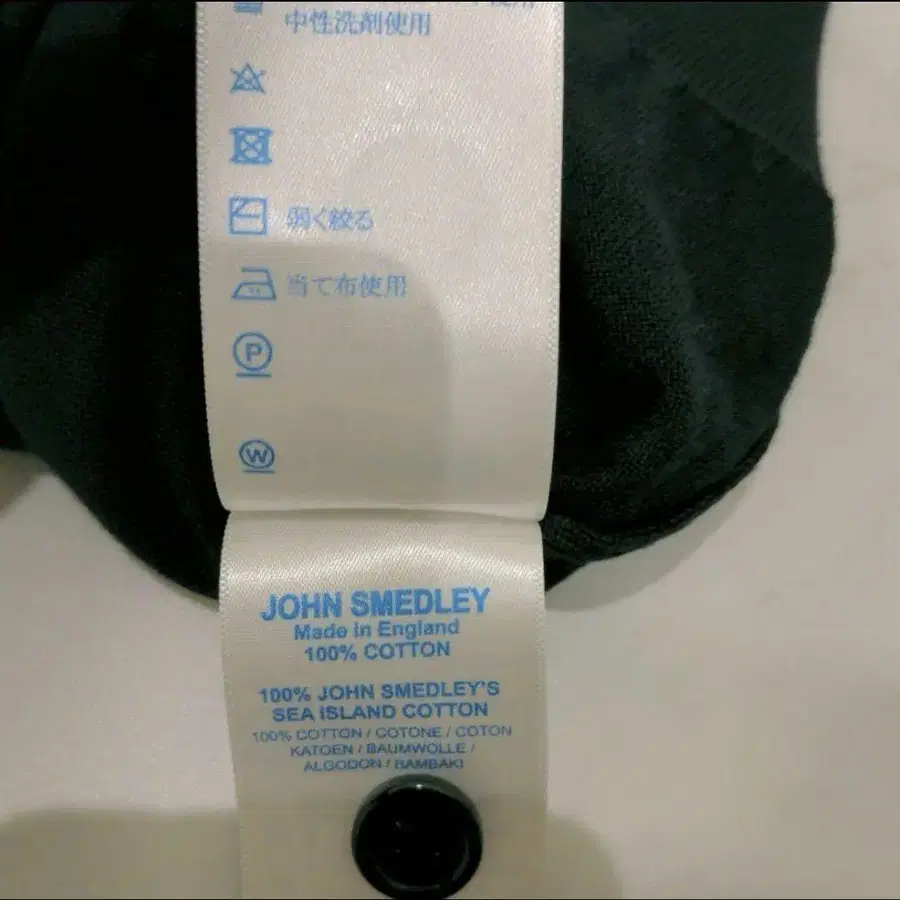 中性洗剤使用
弱く絞る
当て布使用
P
W
JOHN SMEDLEY
Made in England
100% COTTON
100% JOHN SMEDLEY'S
SEA ISLAND COTTON
100% COTTON / COTONE / COTON
KATOEN / BAUMWOLLE /
ALGODON / BAMBAKI